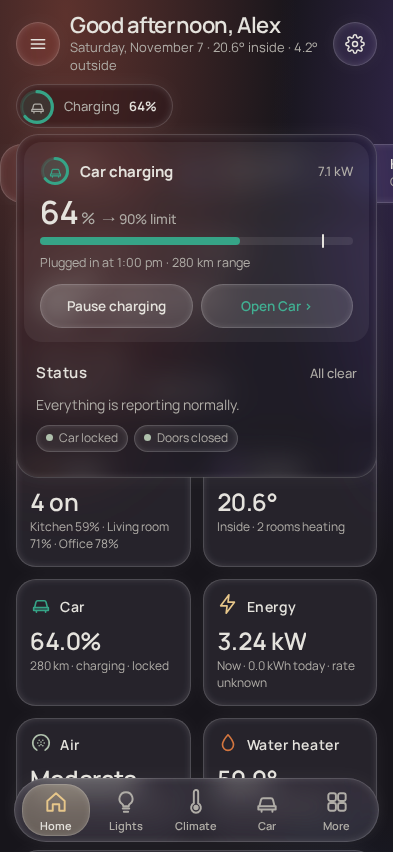 Good afternoon, Alex
Saturday, November 7 · 20.6° inside · 4.2°
outside
Charging 64%
Car charging 7.1 kW
64 % → 90% limit
Plugged in at 1:00 pm · 280 km range
Pause charging Open Car ›
Status All clear
Everything is reporting normally.
Car locked Doors closed
4 on
Kitchen 59% · Living room
71% · Office 78%
20.6°
Inside · 2 rooms heating
Car
64.0%
280 km · charging · locked
Energy
3.24 kW
Now · 0.0 kWh today · rate
unknown
Air
Moderate
Water heater
Home Lights Climate Car More